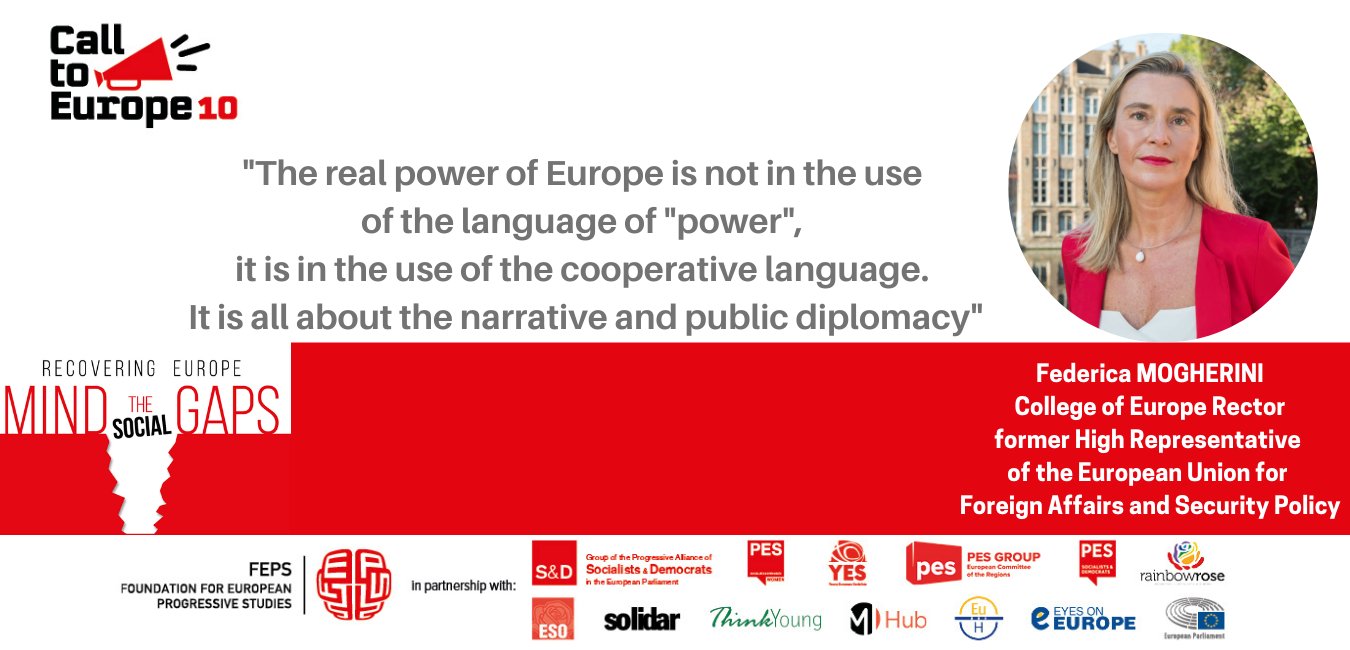 Call
to
Europe 10
"The real power of Europe is not in the use
of the language of "power",
it is in the use of the cooperative language.
It is all about the narrative and public diplomacy"
RECOVERING EUROPE
MIND THE SOCIAL GAPS
Federica MOGHERINI
College of Europe Rector
former High Representative
of the European Union for
Foreign Affairs and Security Policy
FEPS
FOUNDATION FOR EUROPEAN
PROGRESSIVE STUDIES
in partnership with:
S&D
Group of the Progressive Alliance of
Socialists & Democrats
in the European Parliament
PES
WOMEN
YES
pes
PES GROUP
European Committee
of the Regions
PES
SOCIALISTS &
DEMOCRATS
rainbowrose
ESO
solidar
ThinkYoung
M Hub
Eu
H
e EYES ON
EUROPE
European Parliament